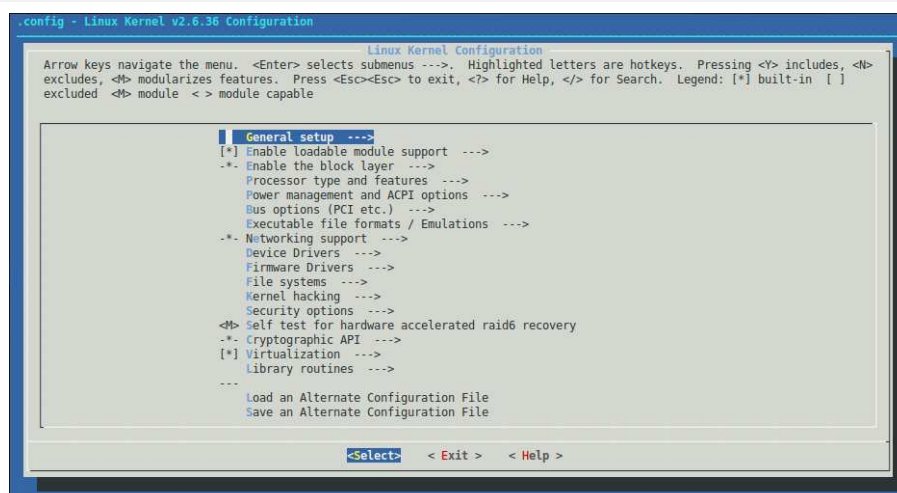 .config - Linux Kernel v2.6.36 Configuration
Linux Kernel Configuration
Arrow keys navigate the menu. <Enter> selects submenus --->. Highlighted letters are hotkeys. Pressing <Y> includes, <N>
excludes, <M> modularizes features. Press <Esc><Esc> to exit, <?> for Help, </> for Search. Legend: [*] built-in [ ]
excluded <M> module < > module capable
General setup --->
[*] Enable loadable module support --->
-*- Enable the block layer --->
Processor type and features --->
Power management and ACPI options --->
Bus options (PCI etc.) --->
Executable file formats / Emulations --->
-*- Networking support --->
Device Drivers --->
Firmware Drivers --->
File systems --->
Kernel hacking --->
Security options --->
<M> Self test for hardware accelerated raid6 recovery
-*- Cryptographic API --->
[*] Virtualization --->
Library routines --->
---
Load an Alternate Configuration File
Save an Alternate Configuration File
<Select> < Exit > < Help >